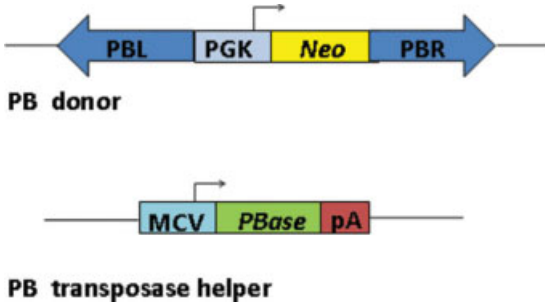 PBL PGK Neo PBR
PB donor
MCV PBase pA
PB transposase helper